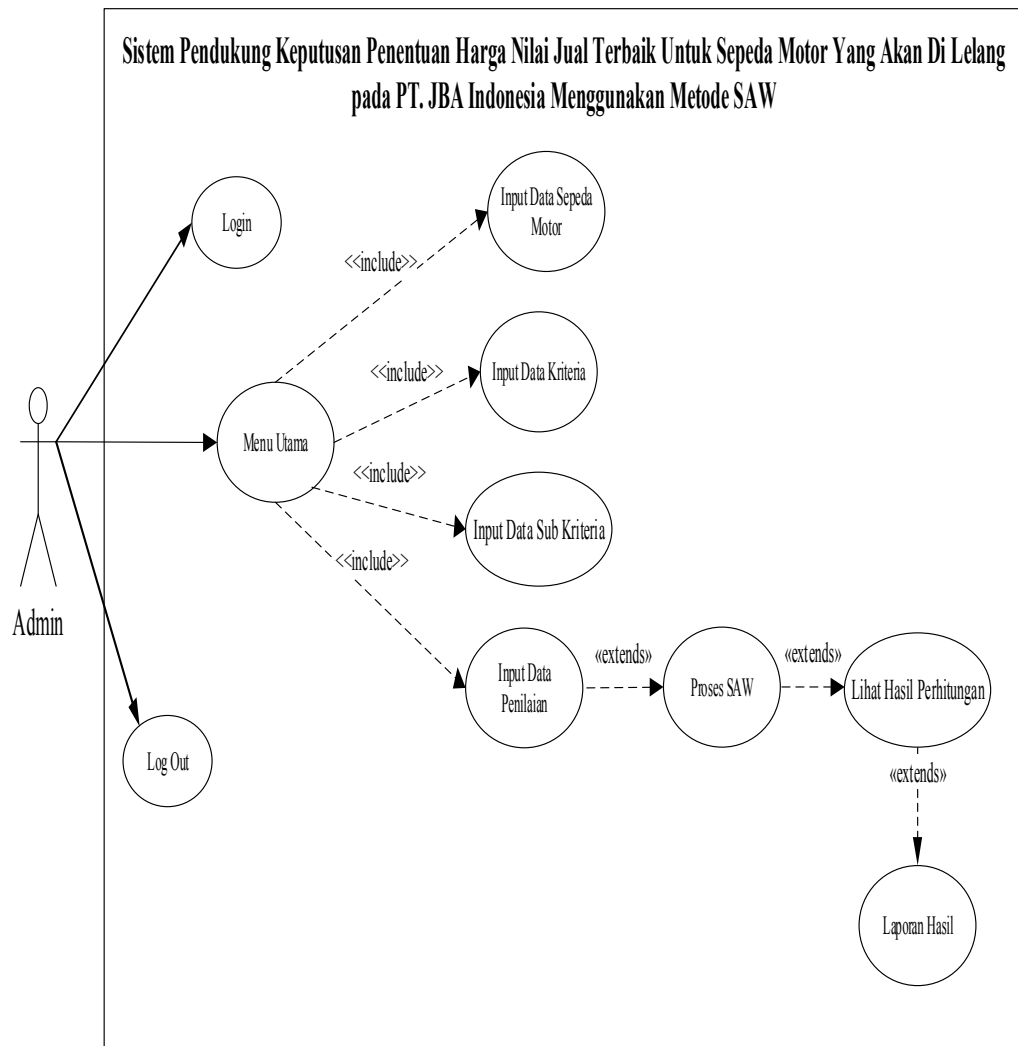 Sistem Pendukung Keputusan Penentuan Harga Nilai Jual Terbaik Untuk Sepeda Motor Yang Akan Di Lelang
pada PT. JBA Indonesia Menggunakan Metode SAW
Input Data Sepeda
Motor
Login
<<include>>
<<include>>
Input Data Kriteria
Menu Utama
<<include>>
Input Data Sub Kriteria
<<include>>
Admin
Input Data
Penilaian
«extends»
Proses SAW
«extends»
Lihat Hasil Perhitungan
Log Out
«extends»
Laporan Hasil